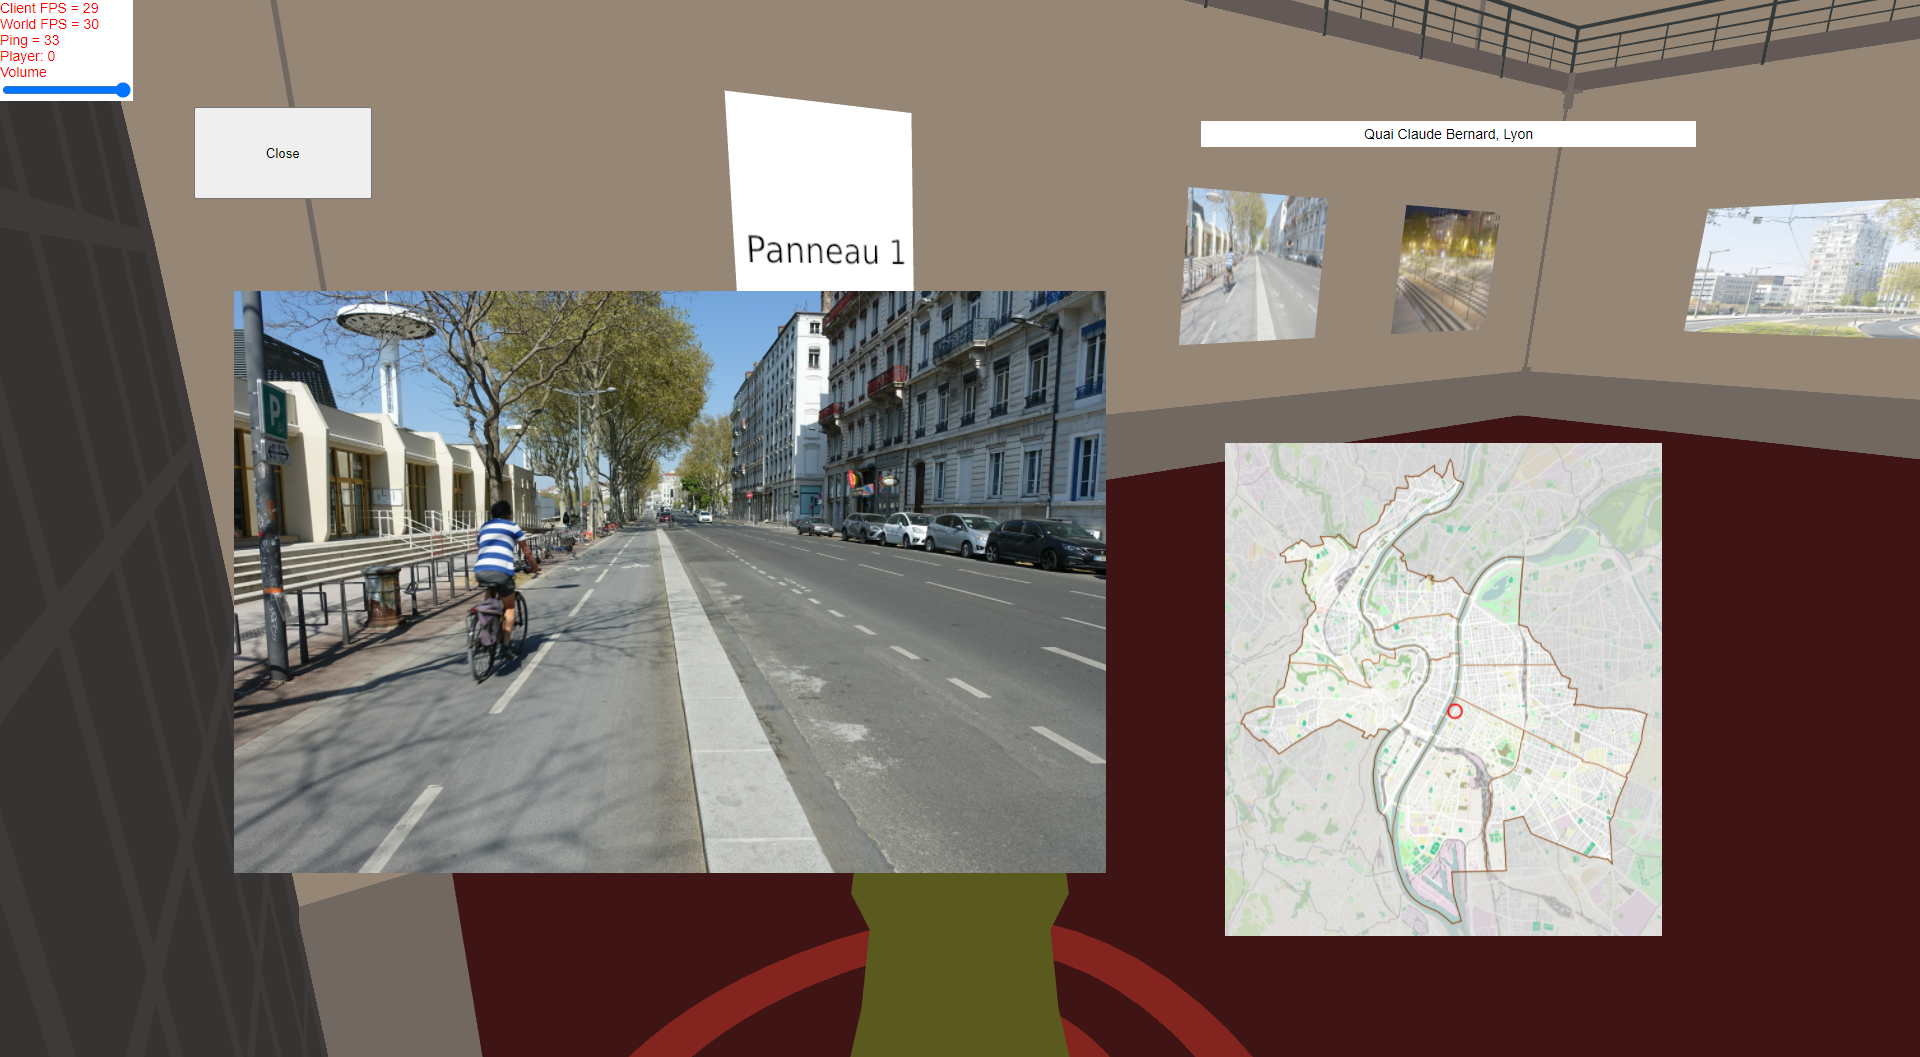 Client FPS = 29
World FPS = 30
Ping = 33
Player: 0
Volume
Close
Panneau 1
Quai Claude Bernard, Lyon
P